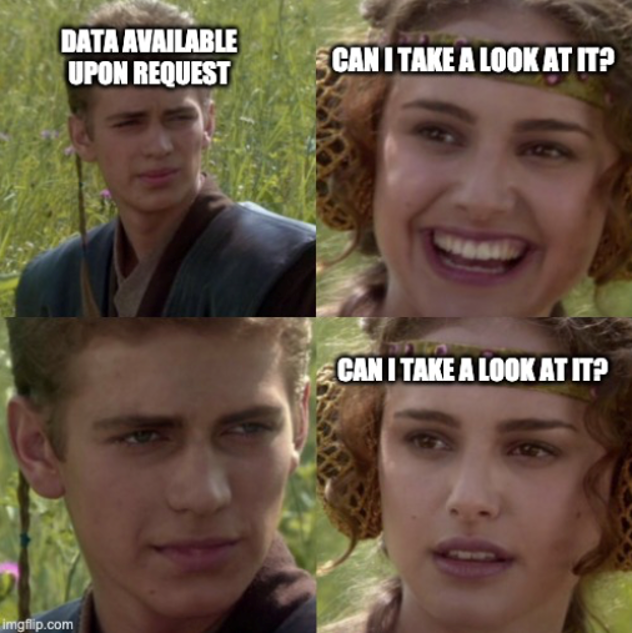 DATA AVAILABLE
UPON REQUEST
CAN I TAKE A LOOK AT IT?
CAN I TAKE A LOOK AT IT?
imgflip.com